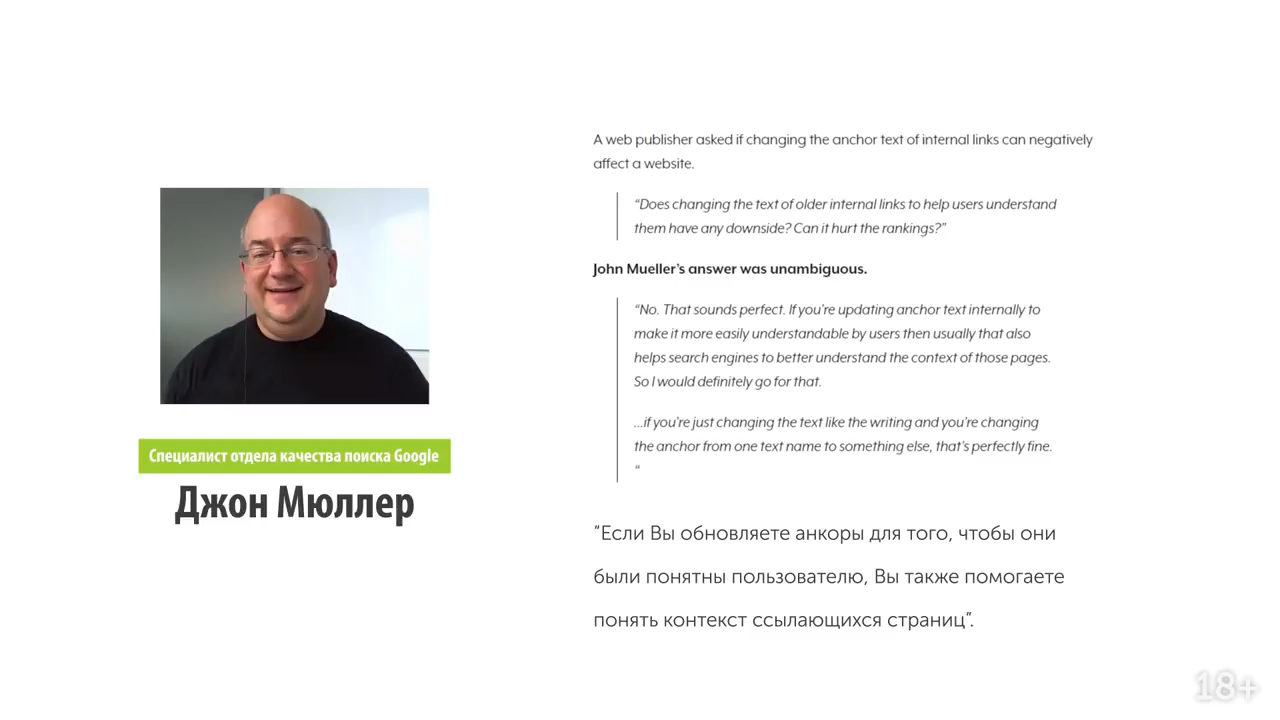 Специалист отдела качества поиска Google
Джон Мюллер
A web publisher asked if changing the anchor text of internal links can negatively
affect a website.
“Does changing the text of older internal links to help users understand
them have any downside? Can it hurt the rankings?”
John Mueller’s answer was unambiguous.
“No. That sounds perfect. If you’re updating anchor text internally to
make it more easily understandable by users then usually that also
helps search engines to better understand the context of those pages.
So I would definitely go for that.
…if you’re just changing the text like the writing and you’re changing
the anchor from one text name to something else, that’s perfectly fine.
“
“Если Вы обновляете анкоры для того, чтобы они
были понятны пользователю, Вы также помогаете
понять контекст ссылающихся страниц”.
18+